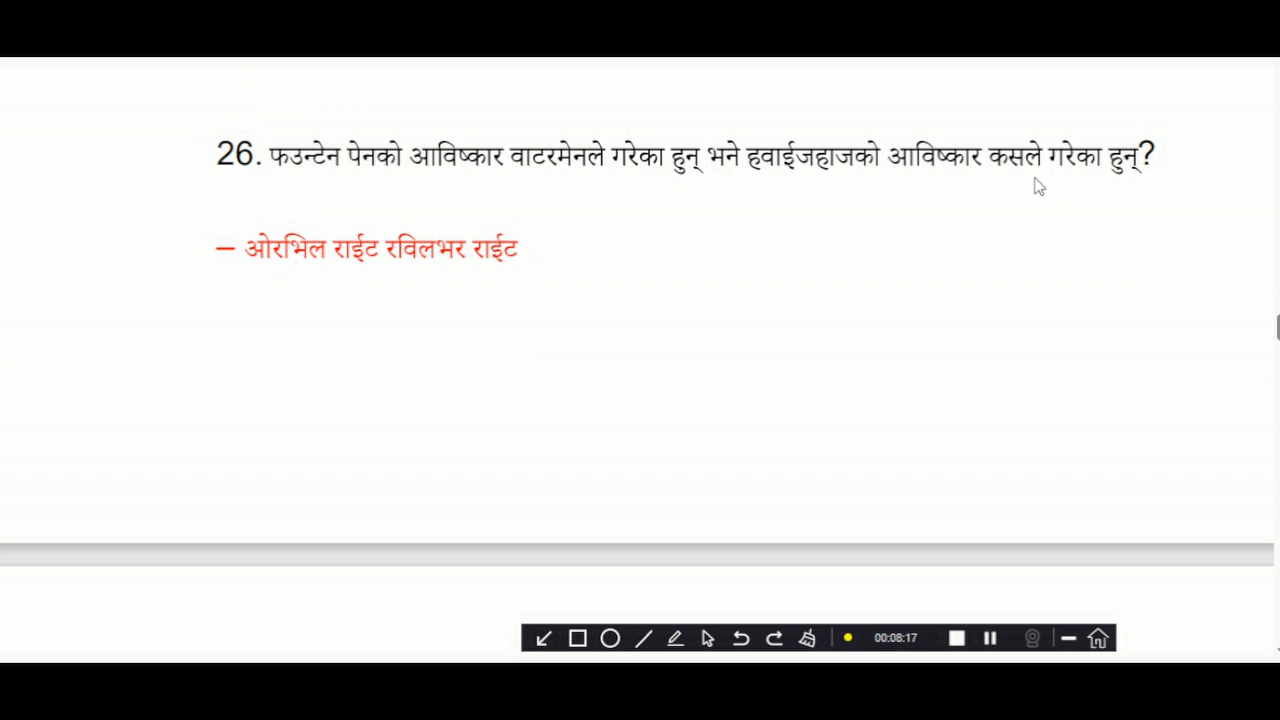 26. फउन्टेन पेनको आविष्कार वाटरमेनले गरेका हुन् भने हवाईजहाजको आविष्कार कसले गरेका हुन्?
– ओरभिल राईट रविलभर राईट
00:08:17